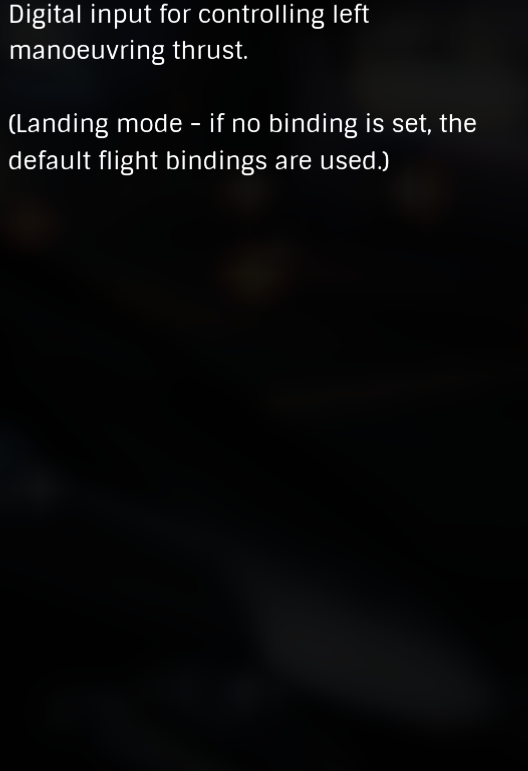 Digital input for controlling left
manoeuvring thrust.
(Landing mode - if no binding is set, the
default flight bindings are used.)